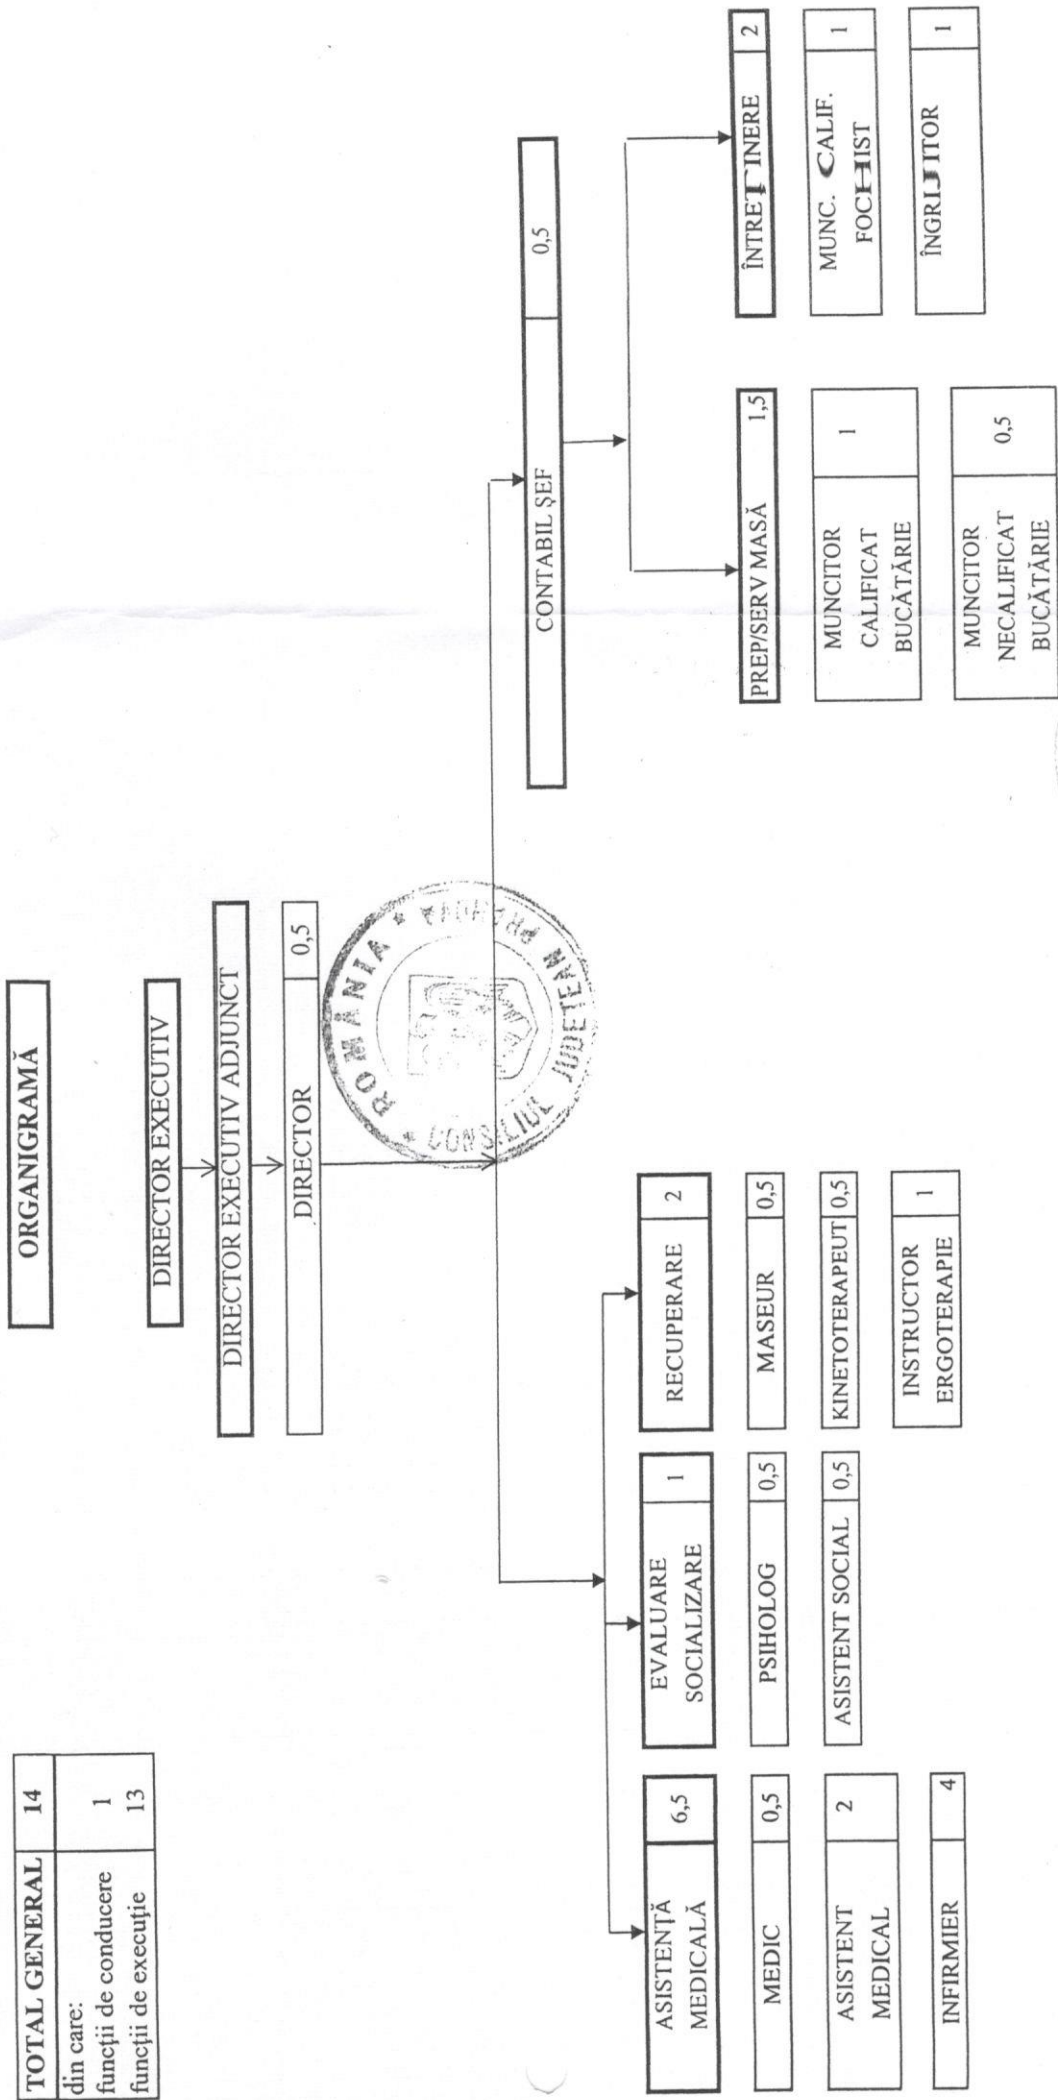 TOTAL GENERAL 14
din care:
funcții de conducere 1
funcții de execuție 13
ORGANIGRAMĂ
DIRECTOR EXECUTIV
DIRECTOR EXECUTIV ADJUNCT
DIRECTOR 0,5
* ROMÂNIA *
CONSILIUL JUDEȚEAN PRAHOVA
CONTABIL ȘEF 0,5
ASISTENȚĂ
MEDICALĂ
6,5
MEDIC 0,5
ASISTENT
MEDICAL
2
INFIRMIER 4
EVALUARE
SOCIALIZARE
1
PSIHOLOG 0,5
ASISTENT SOCIAL 0,5
RECUPERARE 2
MASEUR 0,5
KINETOTERAPEUT 0,5
INSTRUCTOR
ERGOTERAPIE
1
PREP/SERV MASĂ 1,5
MUNCITOR
CALIFICAT
BUCĂTĂRIE
1
MUNCITOR
NECALIFICAT
BUCĂTĂRIE
0,5
ÎNTREȚINERE 2
MUNC. CALIF.
FOCHIST
1
ÎNGRIJITOR 1